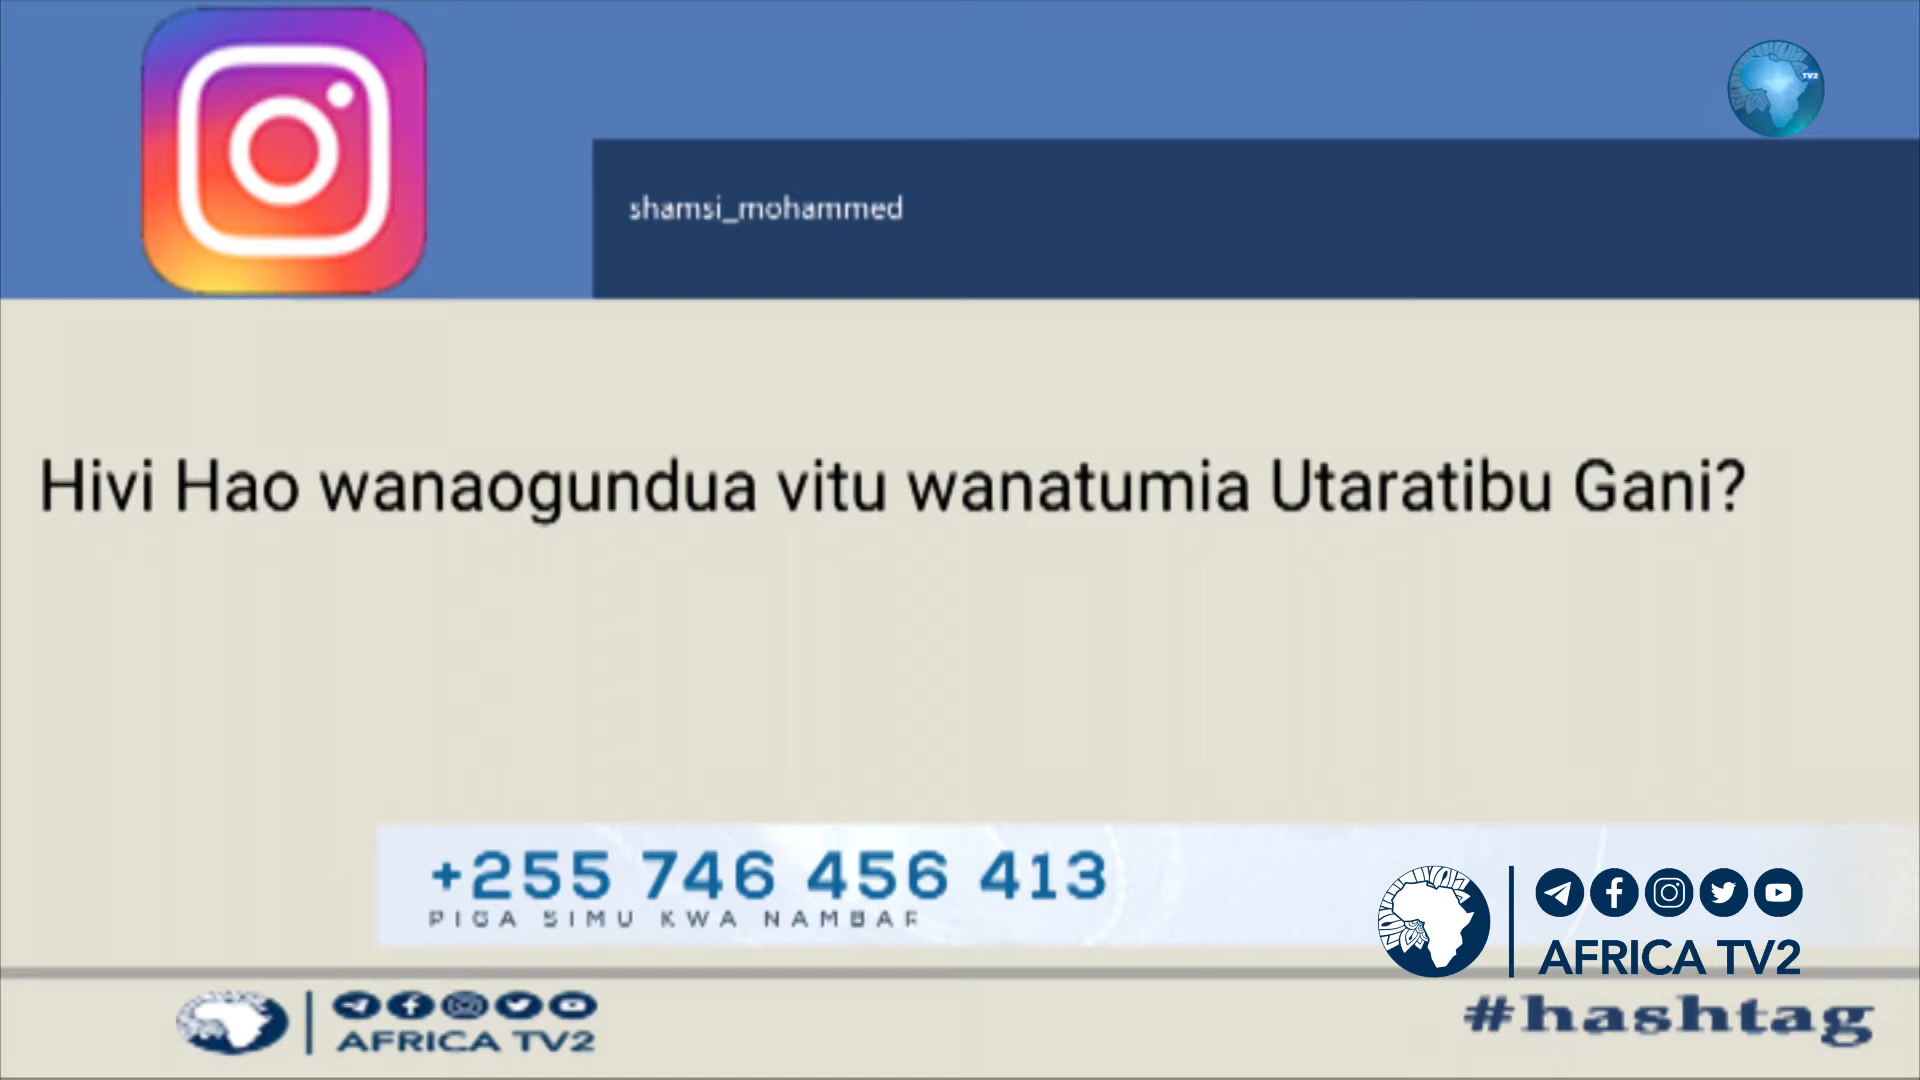 TV2
shamsi_mohammed
Hivi Hao wanaogundua vitu wanatumia Utaratibu Gani?
+255 746 456 413
PIGA SIMU KWA NAMBAR
AFRICA TV2
AFRICA TV2
#hashtag